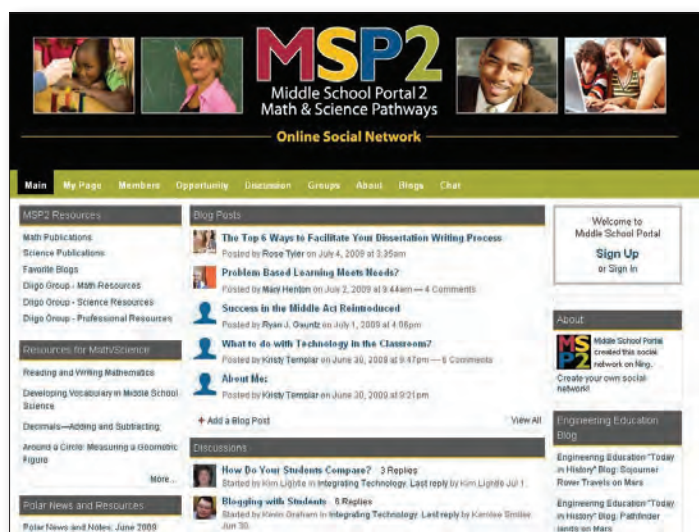 MSP2
Middle School Portal 2
Math & Science Pathways
Online Social Network
Main My Page Members Opportunity Discussion Groups About Blogs Chat
MSP2 Resources
Math Publications
Science Publications
Favorite Blogs
Diigo Group - Math Resources
Diigo Group - Science Resources
Diigo Group - Professional Resources
Resources for Math/Science
Reading and Writing Mathematics
Developing Vocabulary in Middle School
Science
Decimals—Adding and Subtracting
Around a Circle: Measuring a Geometric
Figure
More...
Polar News and Resources
Polar News and Notes: June 2009
Blog Posts
The Top 6 Ways to Facilitate Your Dissertation Writing Process
Posted by Rose Tyler on July 4, 2009 at 3:35am
Problem Based Learning Meets Needs?
Posted by Mary Henton on July 2, 2009 at 9:44am — 4 Comments
Success in the Middle Act Reintroduced
Posted by Ryan J. Gauntz on July 1, 2009 at 4:06pm
What to do with Technology in the Classroom?
Posted by Kristy Templar on June 30, 2009 at 9:47pm — 6 Comments
About Me:
Posted by Kristy Templar on June 30, 2009 at 9:21pm
+ Add a Blog Post View All
Discussions
How Do Your Students Compare? 3 Replies
Started by Kim Lightle in Integrating Technology. Last reply by Kim Lightle Jul 1.
Blogging with Students 6 Replies
Started by Kevin Graham in Integrating Technology. Last reply by Smiley
Jun 30.
Welcome to
Middle School Portal
Sign Up
or Sign In
About
MSP2
Middle School Portal
created this social
network on Ning.
Create your own social
network!
Engineering Education
Blog
Engineering Education "Today
in History" Blog: Sojourner
Rover Travels on Mars
Engineering Education "Today
in History" Blog: Pathfinder
lands on Mars